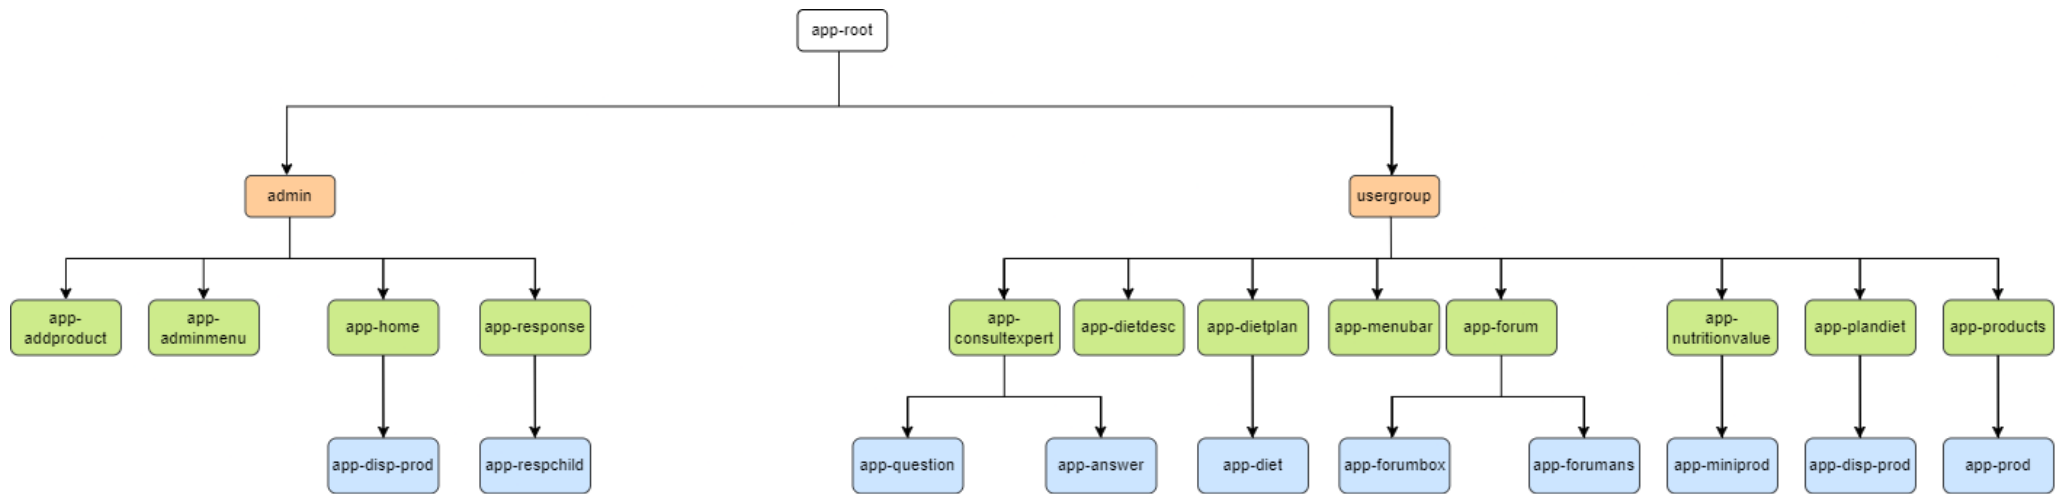 app-root
admin
usergroup
app-
addproduct
app-
adminmenu
app-home
app-response
app-
consultexpert
app-dietdesc
app-dietplan
app-menubar
app-forum
app-
nutritionvalue
app-plandiet
app-products
app-disp-prod
app-respchild
app-question
app-answer
app-diet
app-forumbox
app-forumans
app-miniprod
app-disp-prod
app-prod